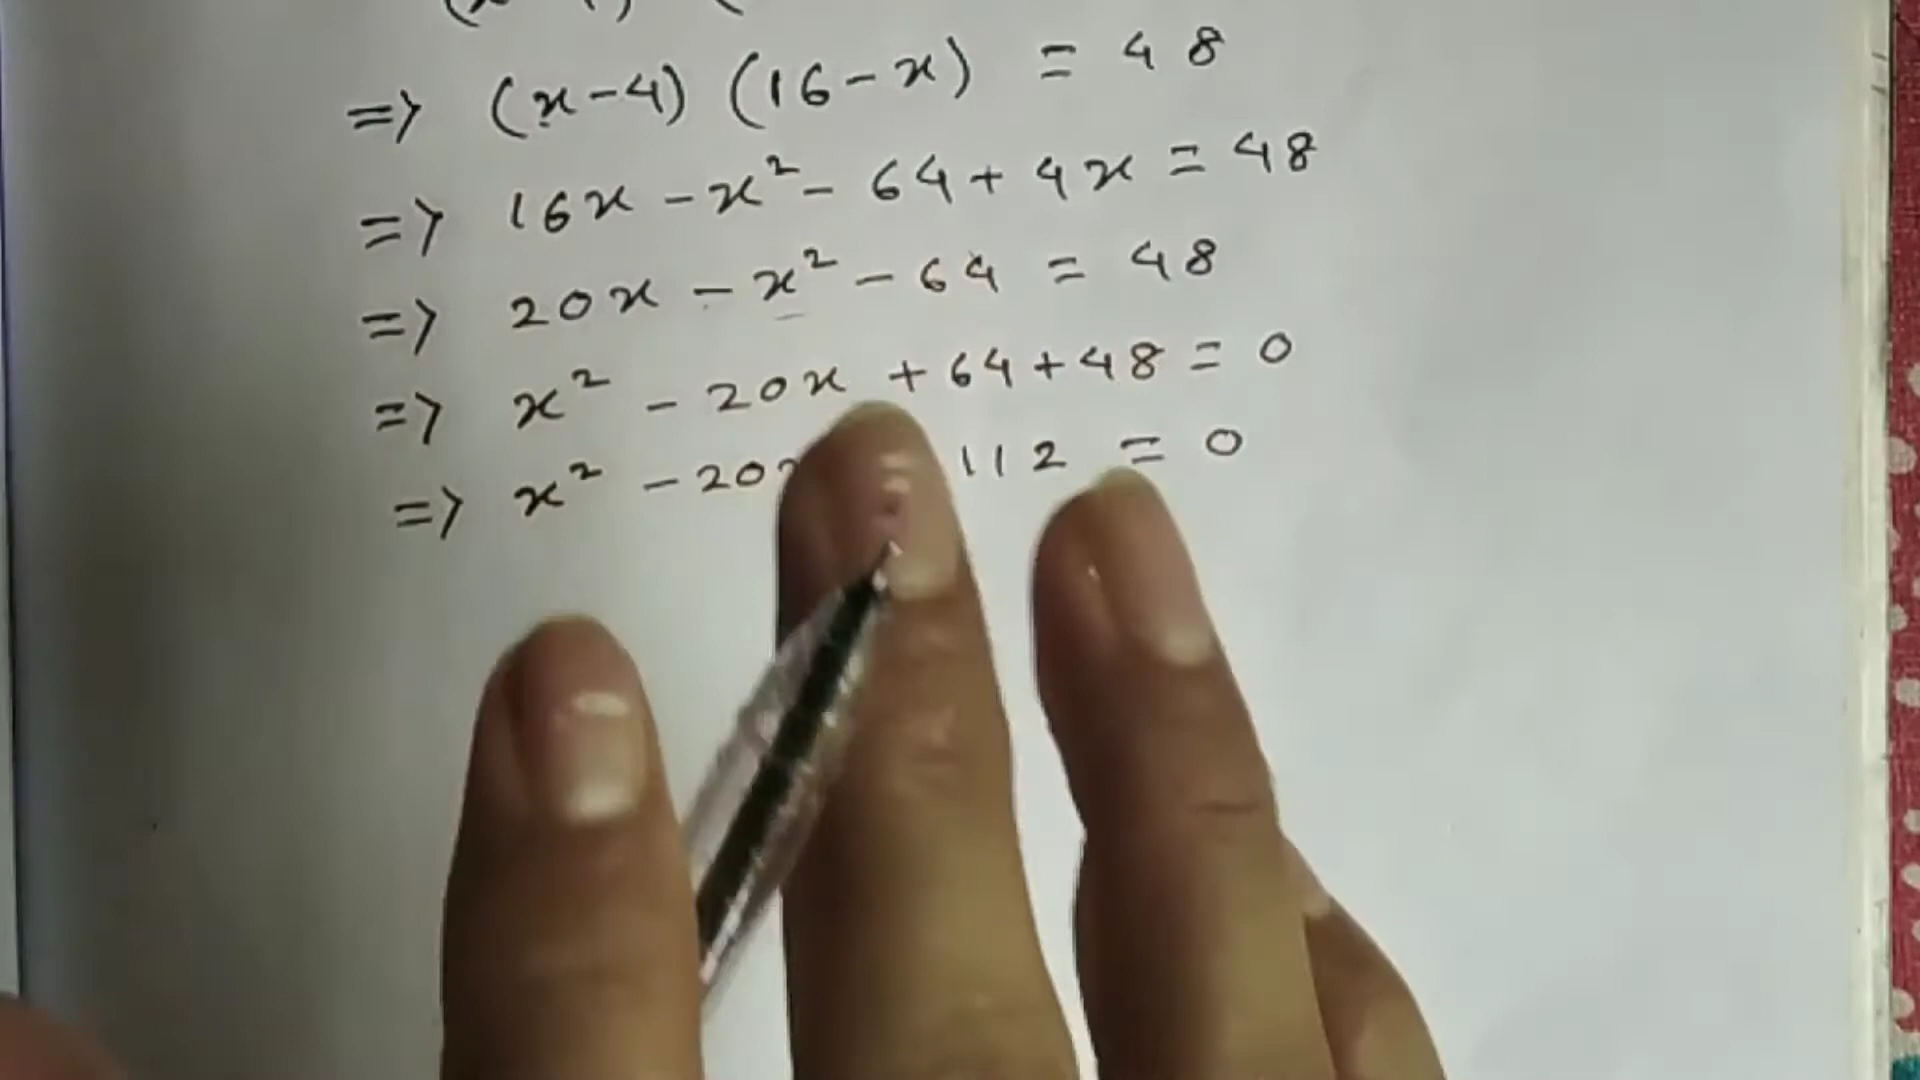 => (x-4) (16-x) = 48
=> 16x - x² - 64 + 4x = 48
=> 20x - x² - 64 = 48
=> x² - 20x + 64 + 48 = 0
=> x² - 20x 112 = 0